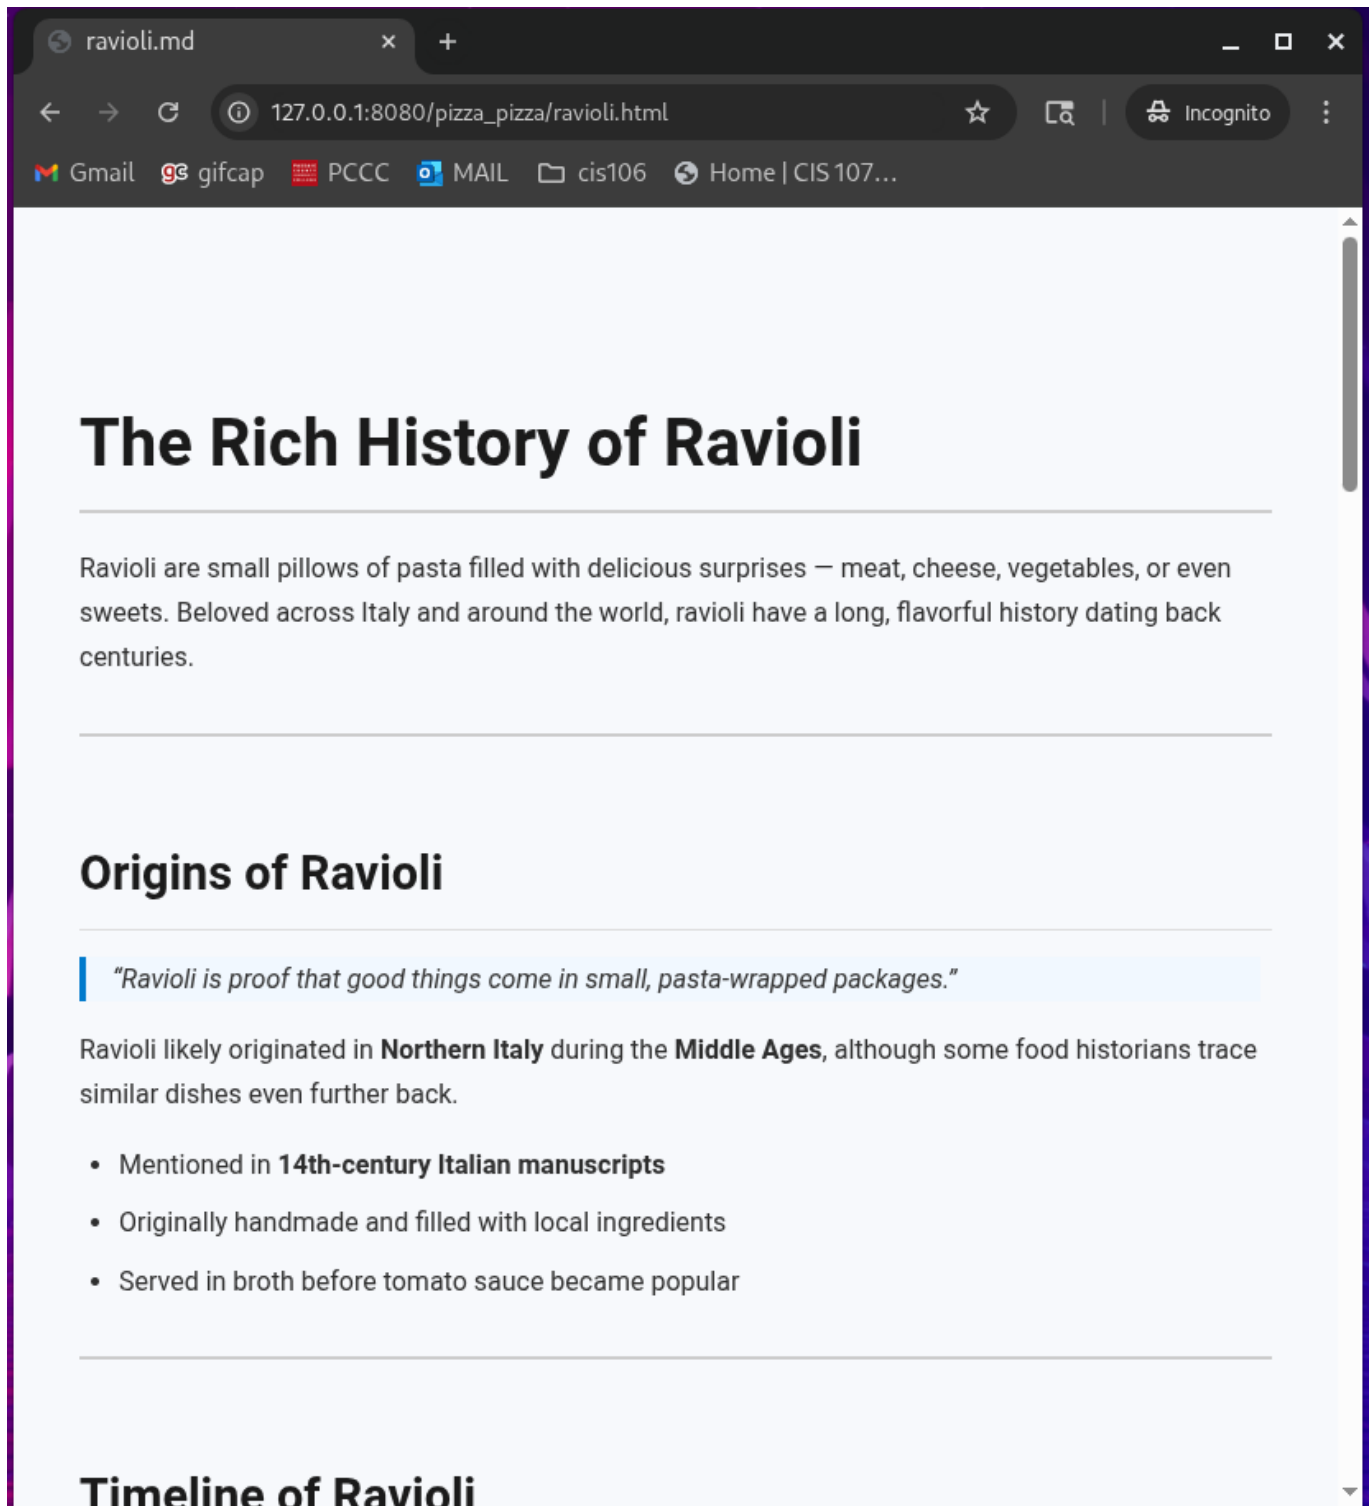 ravioli.md
127.0.0.1:8080/pizza_pizza/ravioli.html
Incognito
Gmail
gifcap
PCCC
MAIL
cis106
Home | CIS 107...
The Rich History of Ravioli
Ravioli are small pillows of pasta filled with delicious surprises — meat, cheese, vegetables, or even
sweets. Beloved across Italy and around the world, ravioli have a long, flavorful history dating back
centuries.
Origins of Ravioli
“Ravioli is proof that good things come in small, pasta-wrapped packages.”
Ravioli likely originated in Northern Italy during the Middle Ages, although some food historians trace
similar dishes even further back.
• Mentioned in 14th-century Italian manuscripts
• Originally handmade and filled with local ingredients
• Served in broth before tomato sauce became popular
Timeline of Ravioli